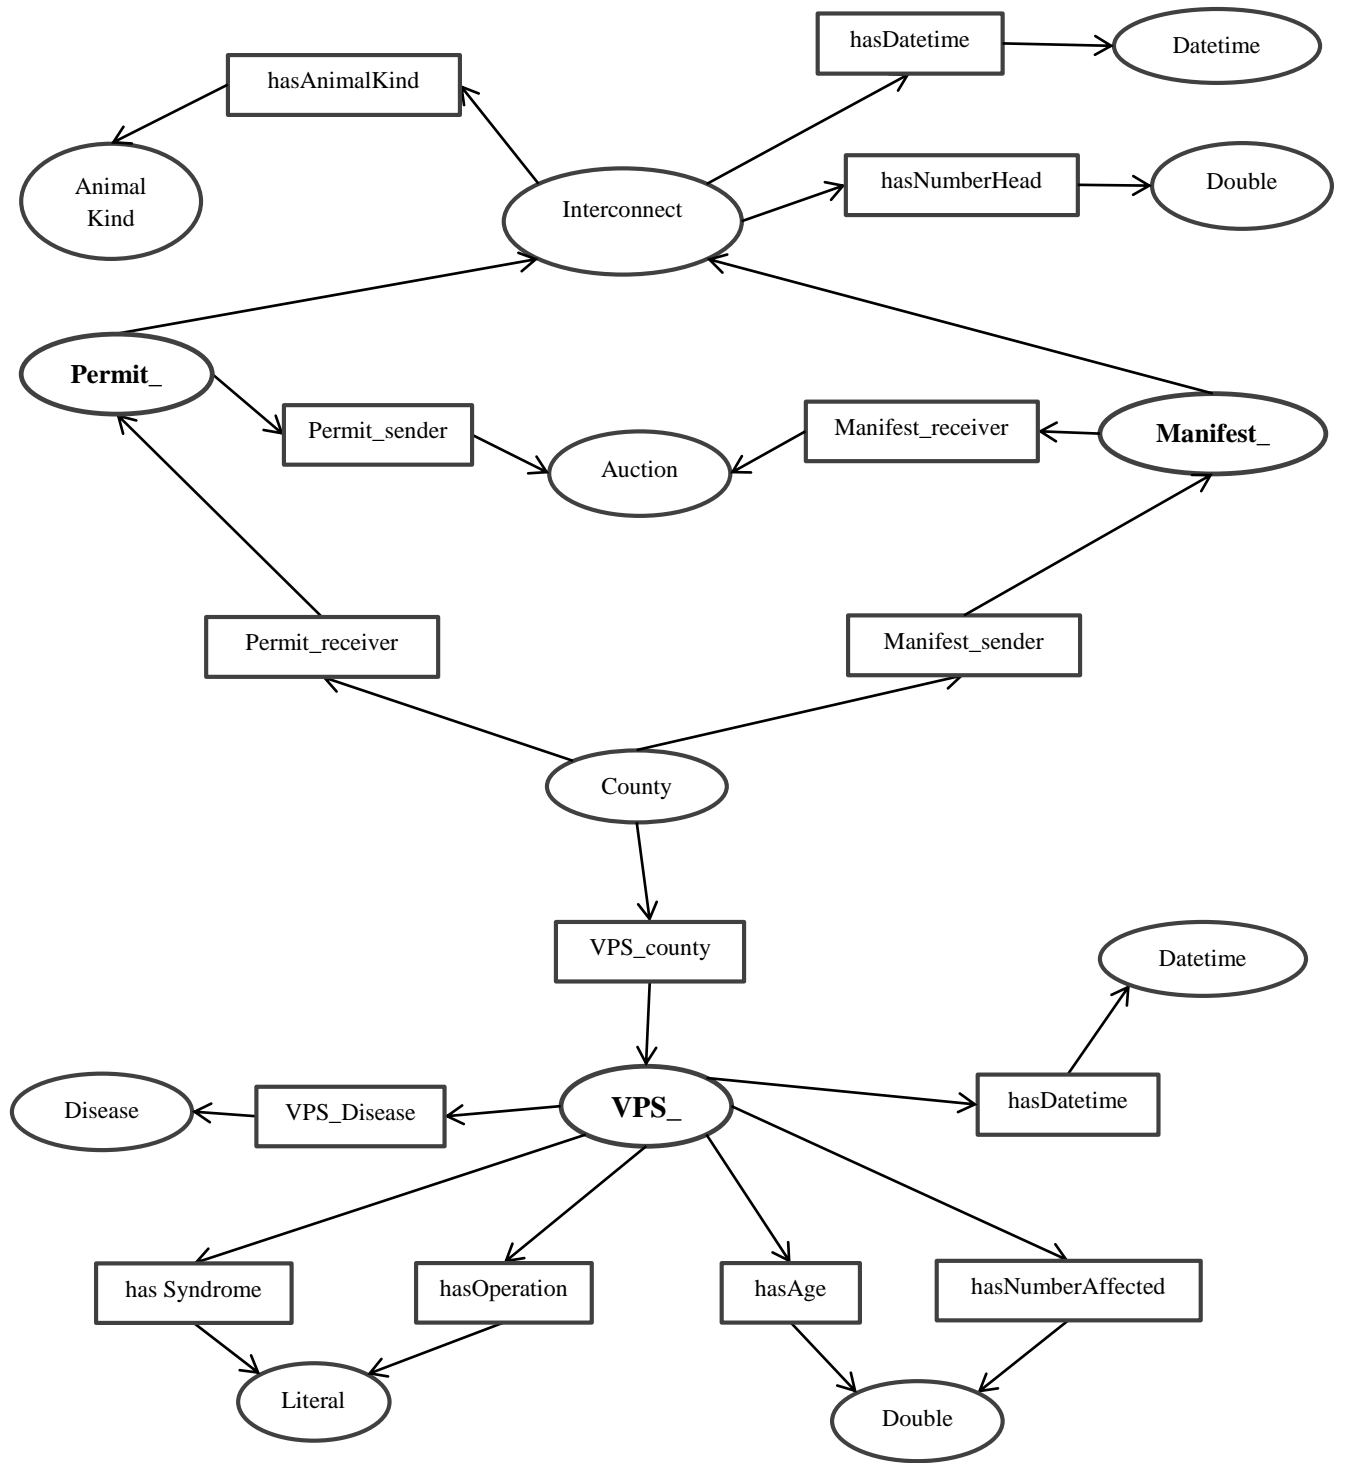 hasDatetime
Datetime
hasAnimalKind
hasNumberHead
Double
Animal
Kind
Interconnect
Permit_
Permit_sender
Manifest_receiver
Manifest_
Auction
Permit_receiver
Manifest_sender
County
VPS_county
Datetime
Disease
VPS_Disease
VPS_
hasDatetime
has Syndrome
hasOperation
hasAge
hasNumberAffected
Literal
Double